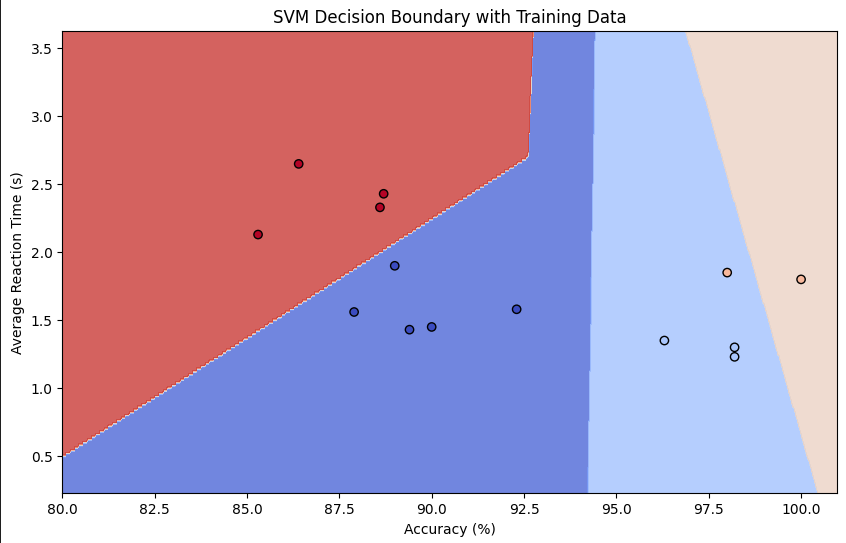 SVM Decision Boundary with Training Data
Average Reaction Time (s)
3.5
3.0
2.5
2.0
1.5
1.0
0.5
80.0 82.5 85.0 87.5 90.0 92.5 95.0 97.5 100.0
Accuracy (%)